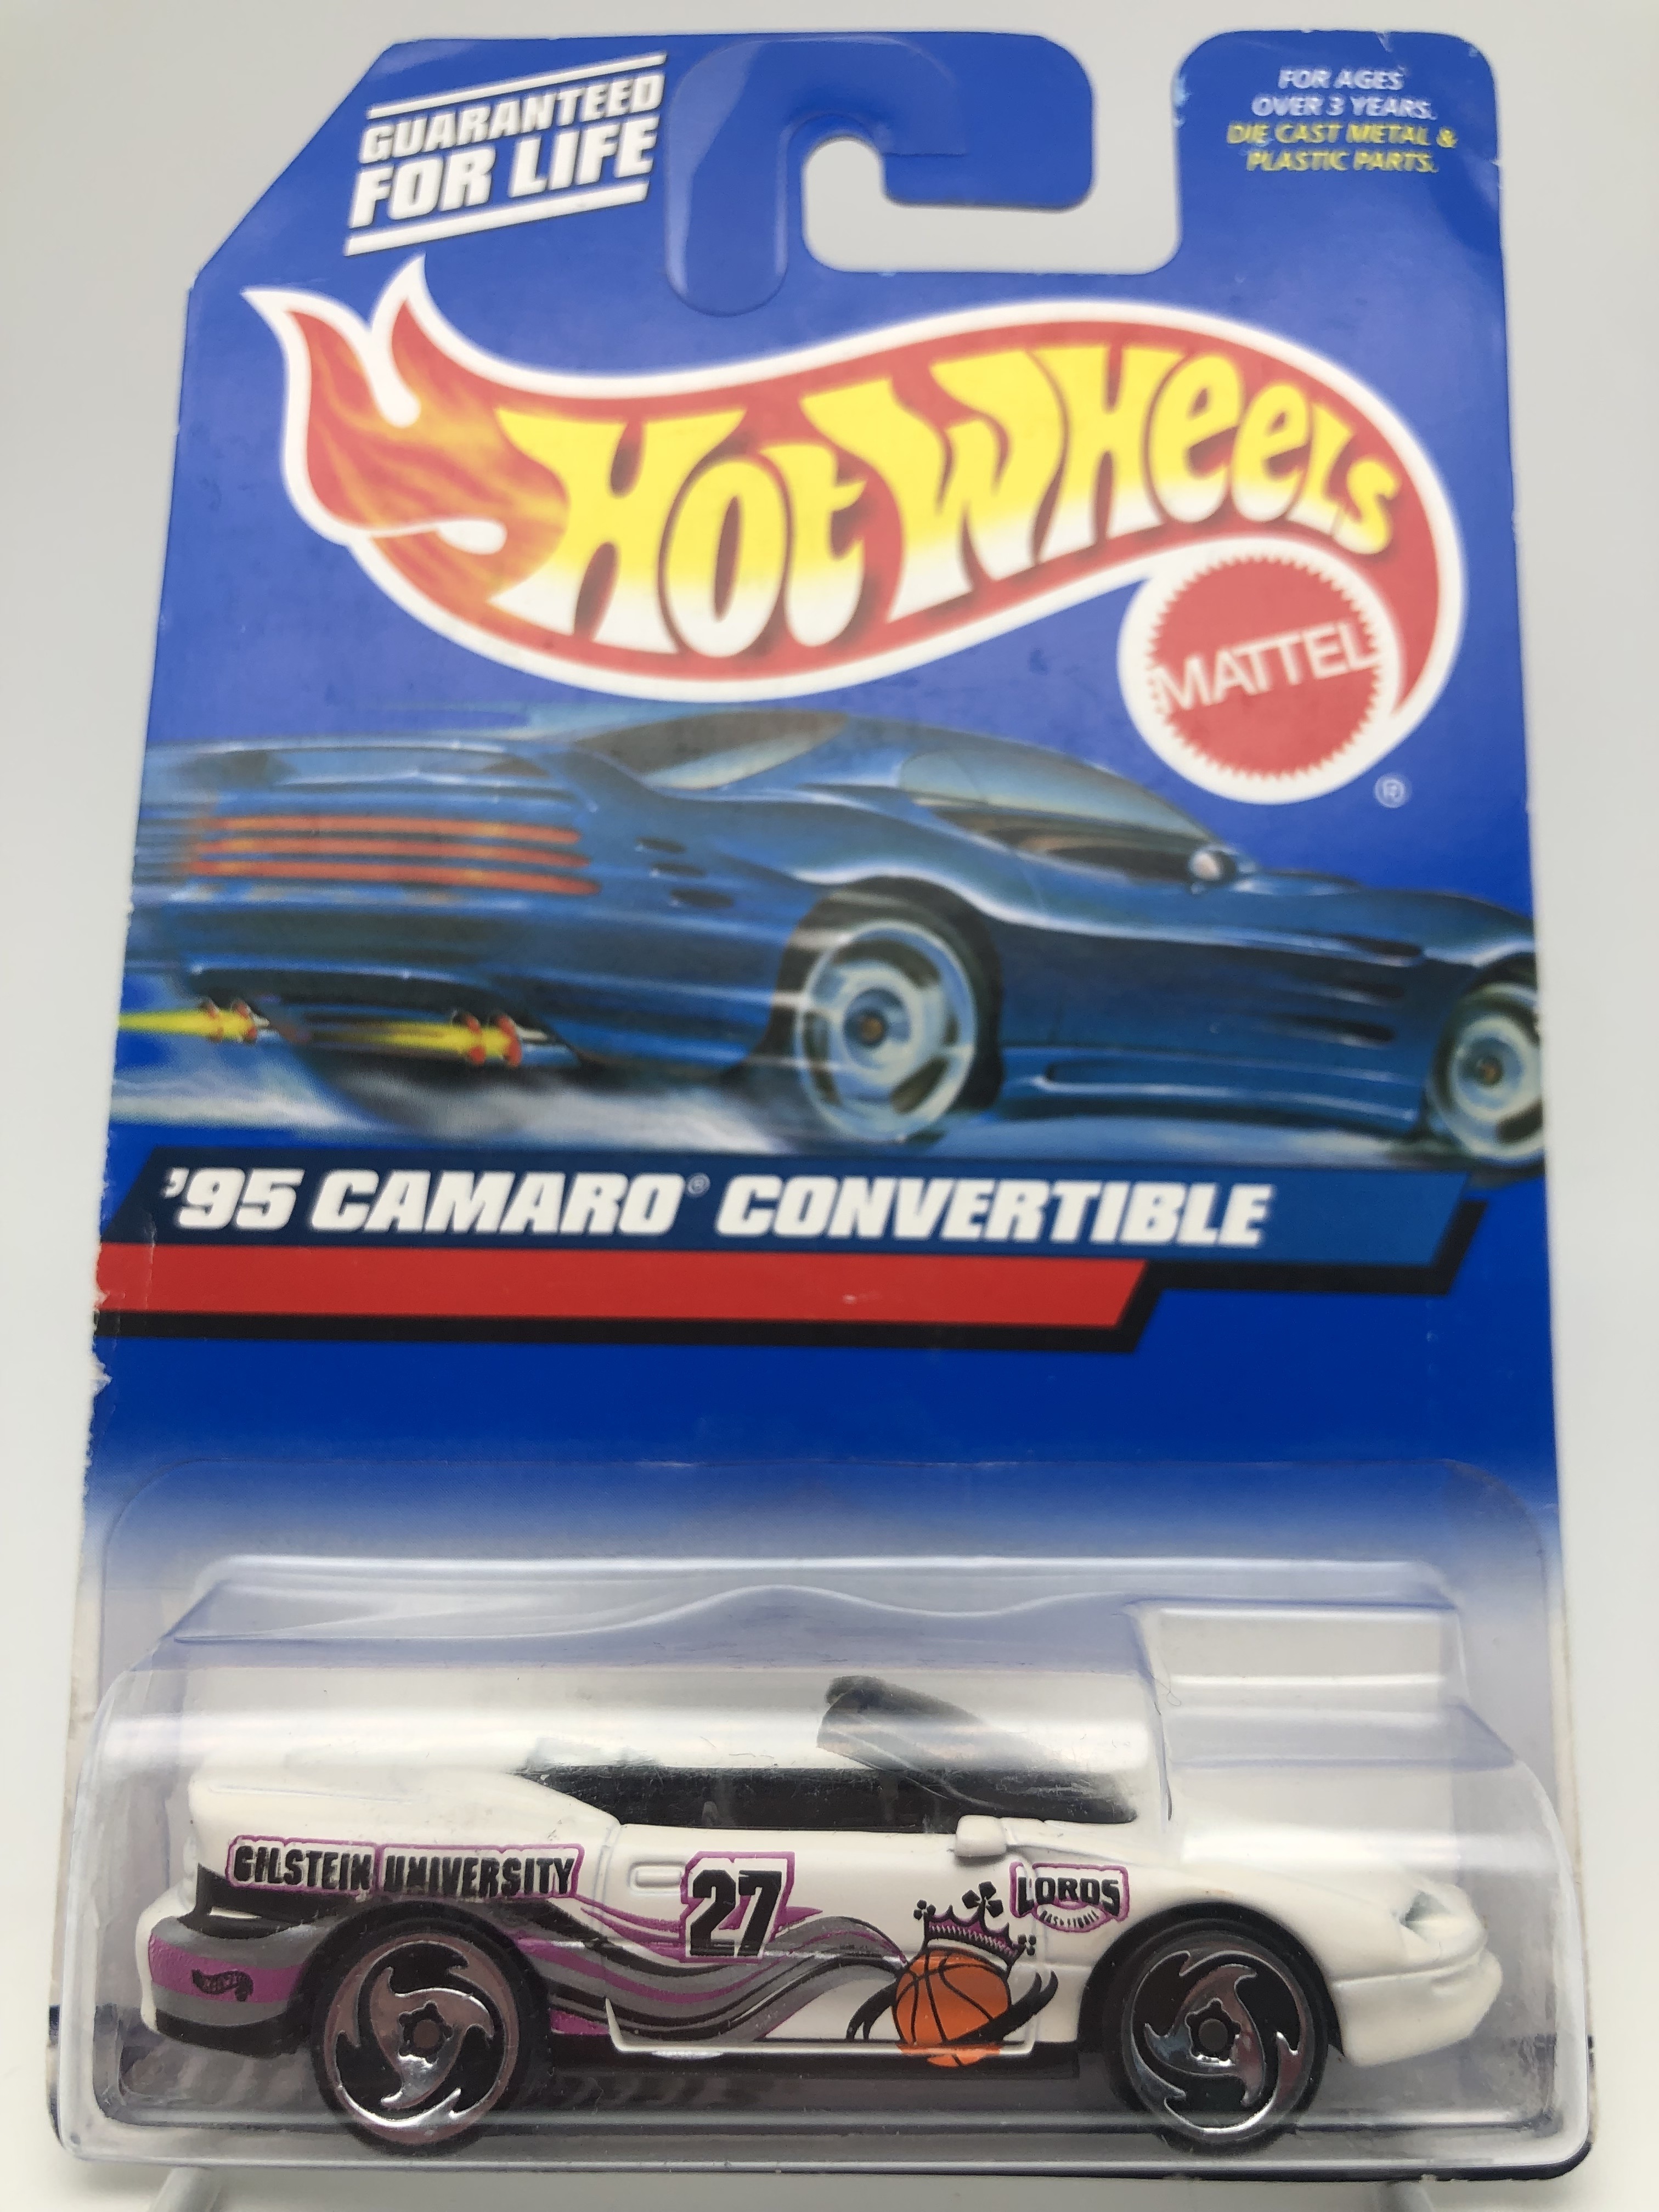 GUARANTEED
FOR LIFE
FOR AGES
OVER 3 YEARS.
DIE CAST METAL &
PLASTIC PARTS.
HOT WHEELS
MATTEL
®
'95 CAMARO® CONVERTIBLE
GILSTEIN UNIVERSITY
27
LORDS
BASKETBALL